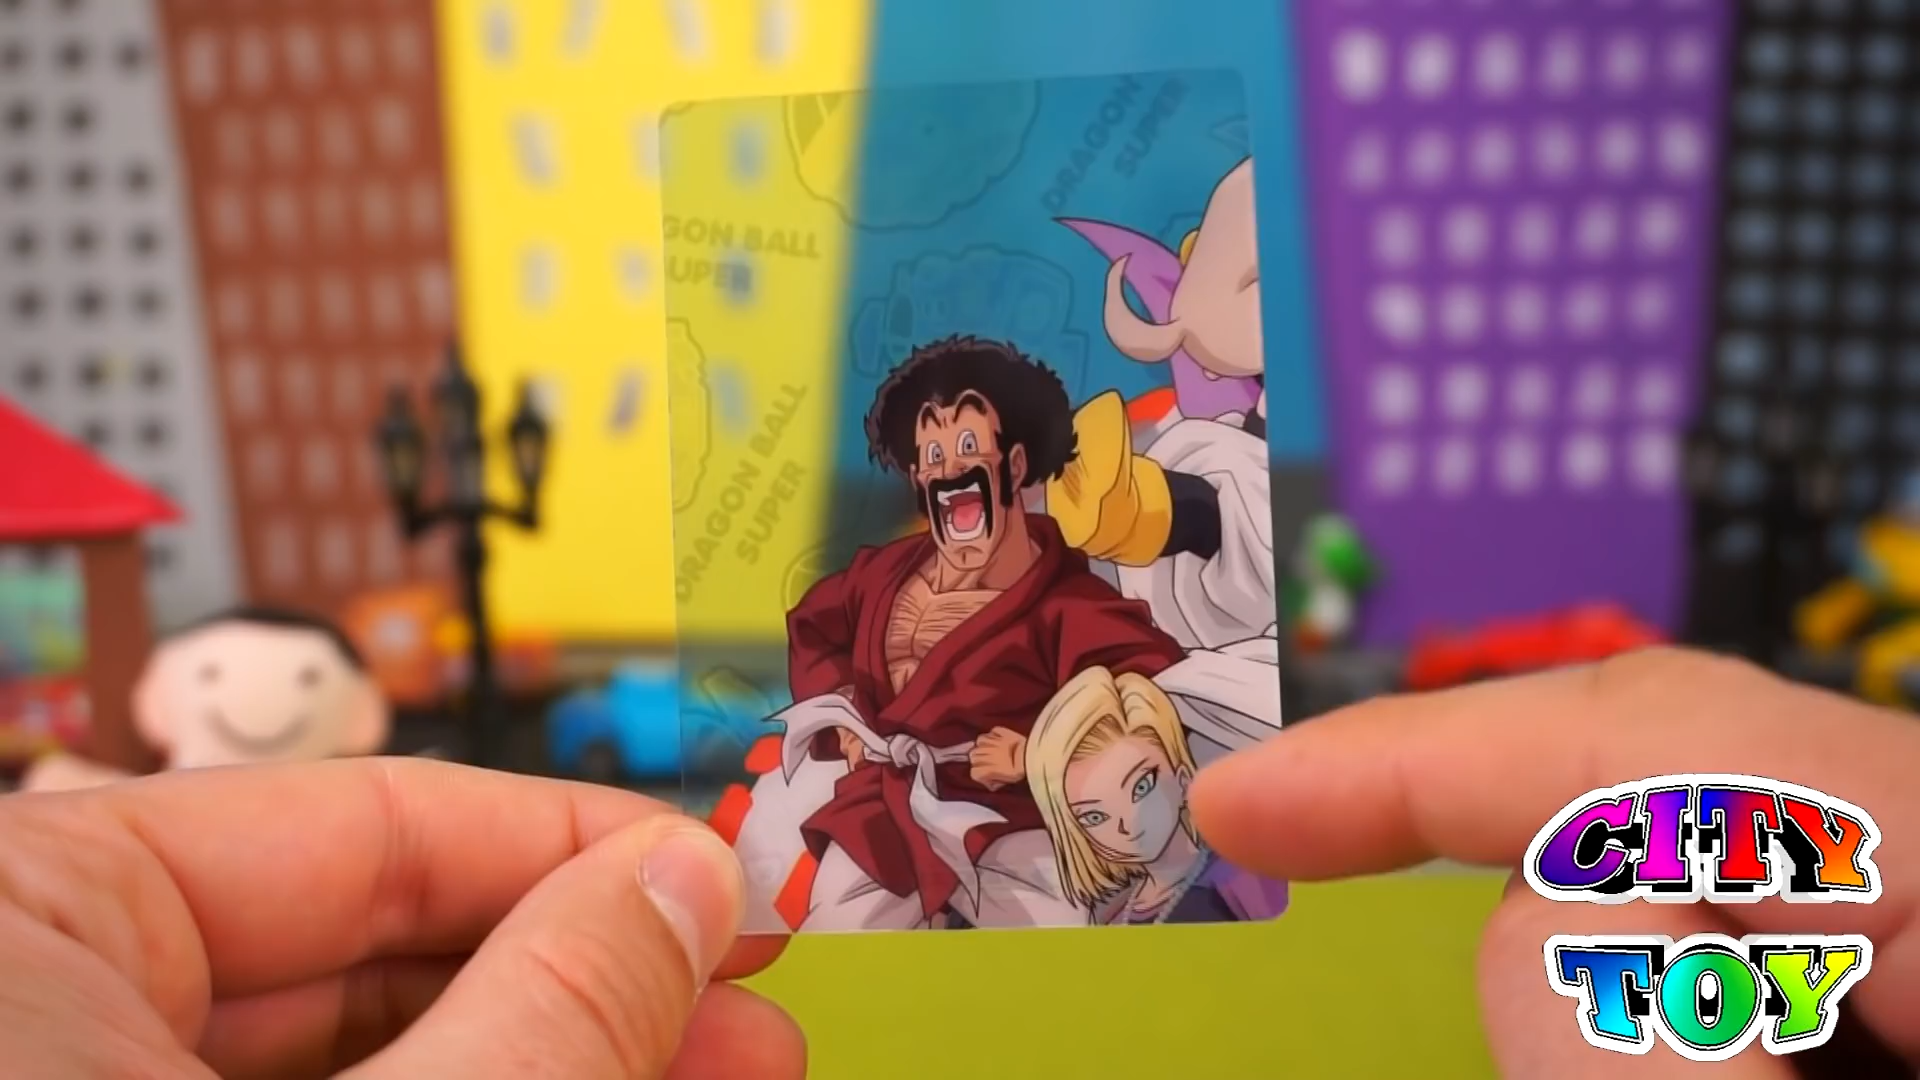 DRAGON
SUPER
GON BALL
UPER
DRAGON BALL
SUPER
CITY
TOY